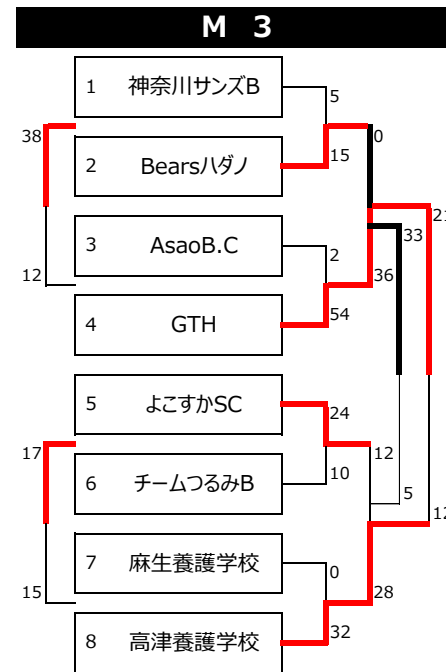 M 3
1 神奈川サンズB
5
0
38
15
2 Bearsハダノ
21
33
3 AsaoB.C
2
12
36
54
4 GTH
5 よこすかSC
24
17
12
10
6 チームつるみB
5
12
7 麻生養護学校
0
15
28
32
8 高津養護学校